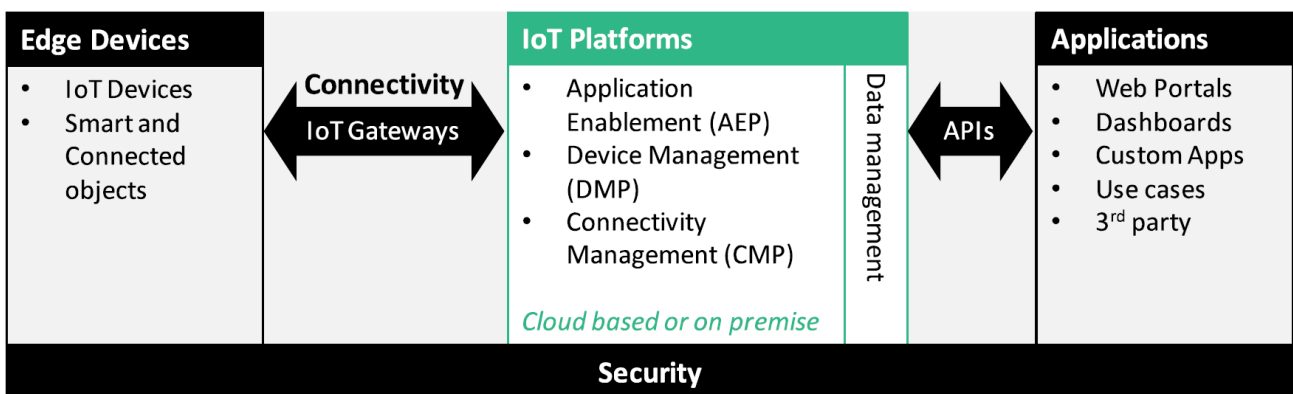 Edge Devices
• IoT Devices
• Smart and
Connected
objects
Connectivity
IoT Gateways
IoT Platforms
• Application
Enablement (AEP)
• Device Management
(DMP)
• Connectivity
Management (CMP)
Cloud based or on premise
Data management
APIs
Applications
• Web Portals
• Dashboards
• Custom Apps
• Use cases
• 3rd party
Security